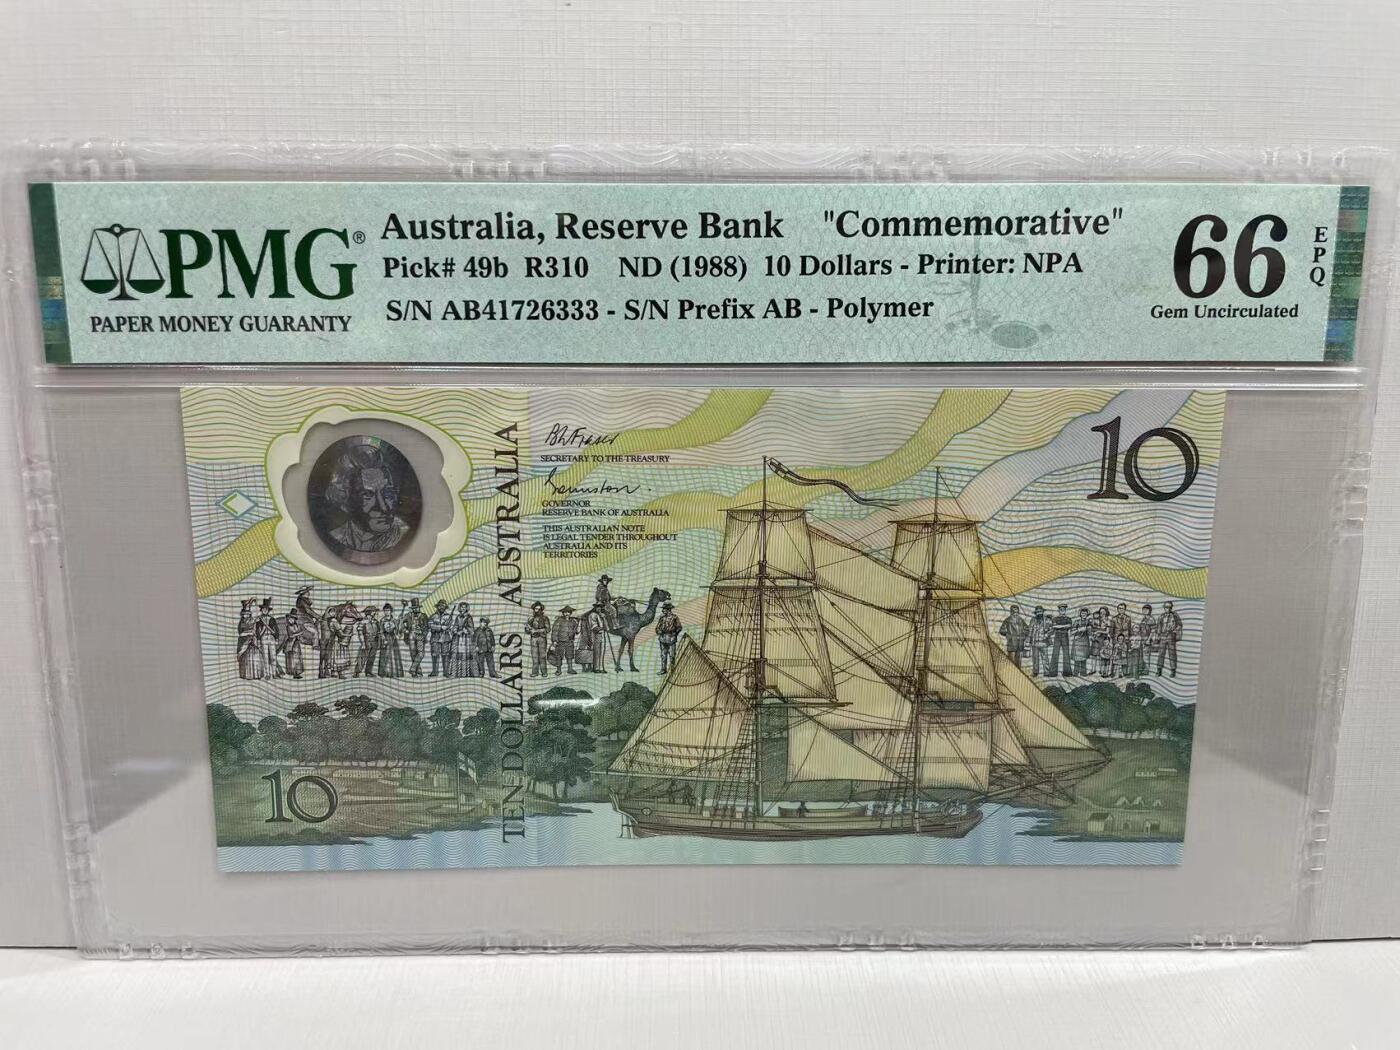 PMG®
PAPER MONEY GUARANTY
Australia, Reserve Bank "Commemorative"
Pick# 49b R310 ND (1988) 10 Dollars - Printer: NPA
S/N AB41726333 - S/N Prefix AB - Polymer
66
EPQ
Gem Uncirculated
SECRETARY TO THE TREASURY
GOVERNOR
RESERVE BANK OF AUSTRALIA
THIS AUSTRALIAN NOTE
IS LEGAL TENDER THROUGHOUT
AUSTRALIA AND ITS
TERRITORIES
TEN DOLLARS AUSTRALIA
10
10